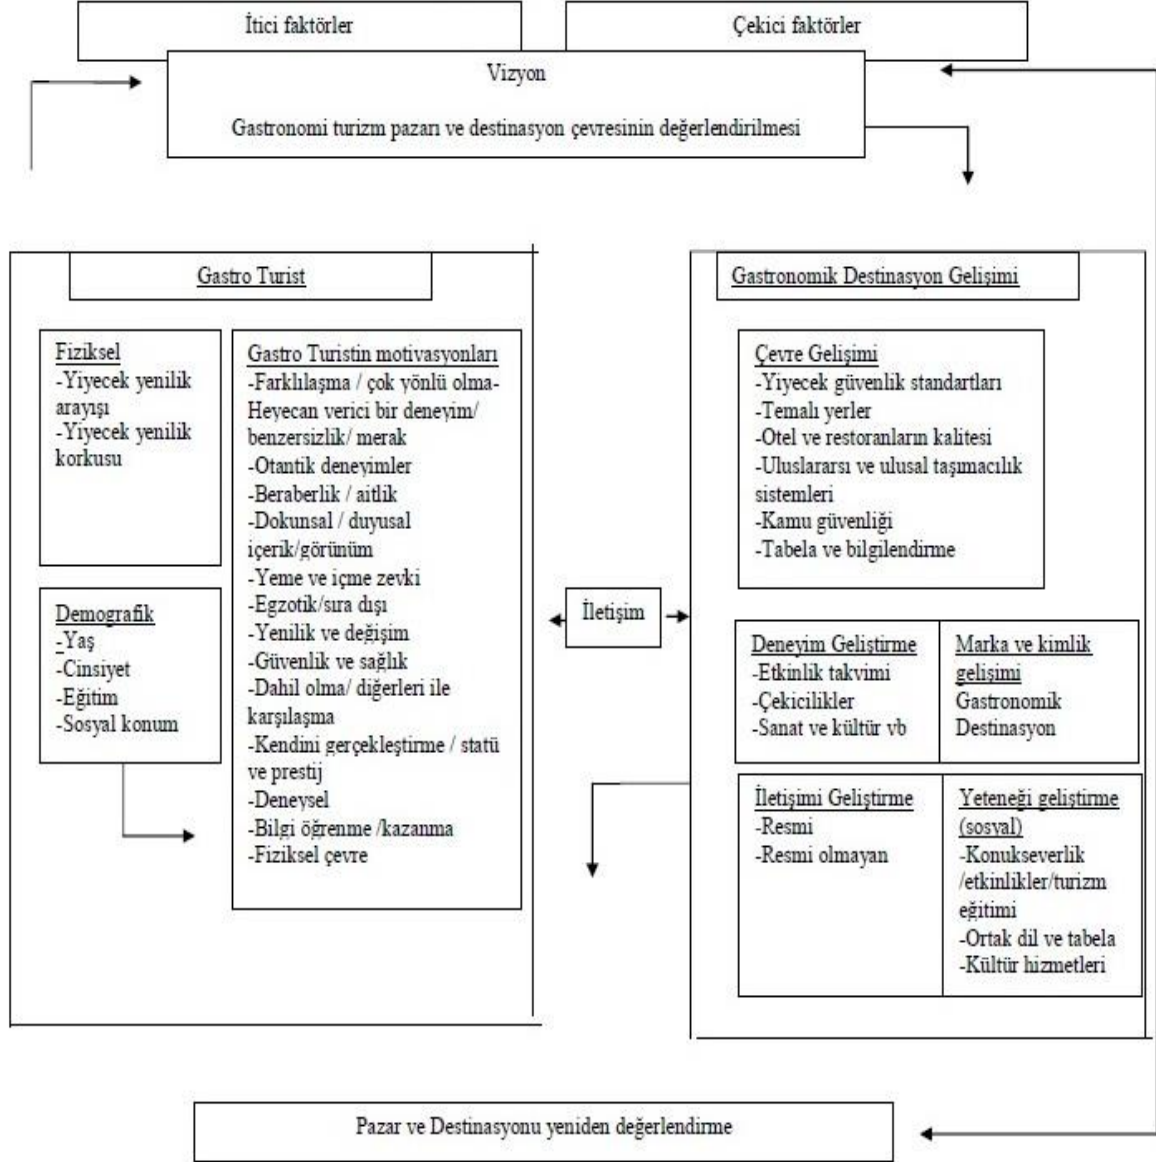 İtici faktörler
Çekici faktörler
Vizyon
Gastronomi turizm pazarı ve destinasyon çevresinin değerlendirilmesi
Gastro Turist
Fiziksel
-Yiyecek yenilik
arayışı
-Yiyecek yenilik
korkusu
Demografik
-Yaş
-Cinsiyet
-Eğitim
-Sosyal konum
Gastro Turistin motivasyonları
-Farklılaşma / çok yönlü olma-
Heyecan verici bir deneyim/
benzersizlik/ merak
-Otantik deneyimler
-Beraberlik / aitlik
-Dokunsal / duyusal
içerik/görünüm
-Yeme ve içme zevki
-Egzotik/sıra dışı
-Yenilik ve değişim
-Güvenlik ve sağlık
-Dahil olma/ diğerleri ile
karşılaşma
-Kendini gerçekleştirme / statü
ve prestij
-Deneysel
-Bilgi öğrenme /kazanma
-Fiziksel çevre
İletişim
Gastronomik Destinasyon Gelişimi
Çevre Gelişimi
-Yiyecek güvenlik standartları
-Temalı yerler
-Otel ve restoranların kalitesi
-Uluslararsı ve ulusal taşımacılık
sistemleri
-Kamu güvenliği
-Tabela ve bilgilendirme
Deneyim Geliştirme
-Etkinlik takvimi
-Çekicilikler
-Sanat ve kültür vb
Marka ve kimlik
gelişimi
Gastronomik
Destinasyon
İletişimi Geliştirme
-Resmi
-Resmi olmayan
Yeteneği geliştirme
(sosyal)
-Konukseverlik
/etkinlikler/turizm
eğitimi
-Ortak dil ve tabela
-Kültür hizmetleri
Pazar ve Destinasyonu yeniden değerlendirme